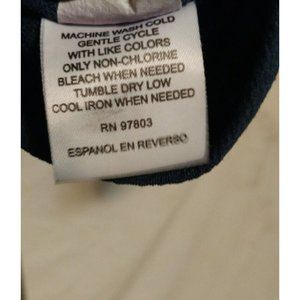 MACHINE WASH COLD
GENTLE CYCLE
WITH LIKE COLORS
ONLY NON-CHLORINE
BLEACH WHEN NEEDED
TUMBLE DRY LOW
COOL IRON WHEN NEEDED
RN 97803
ESPANOL EN REVERSO